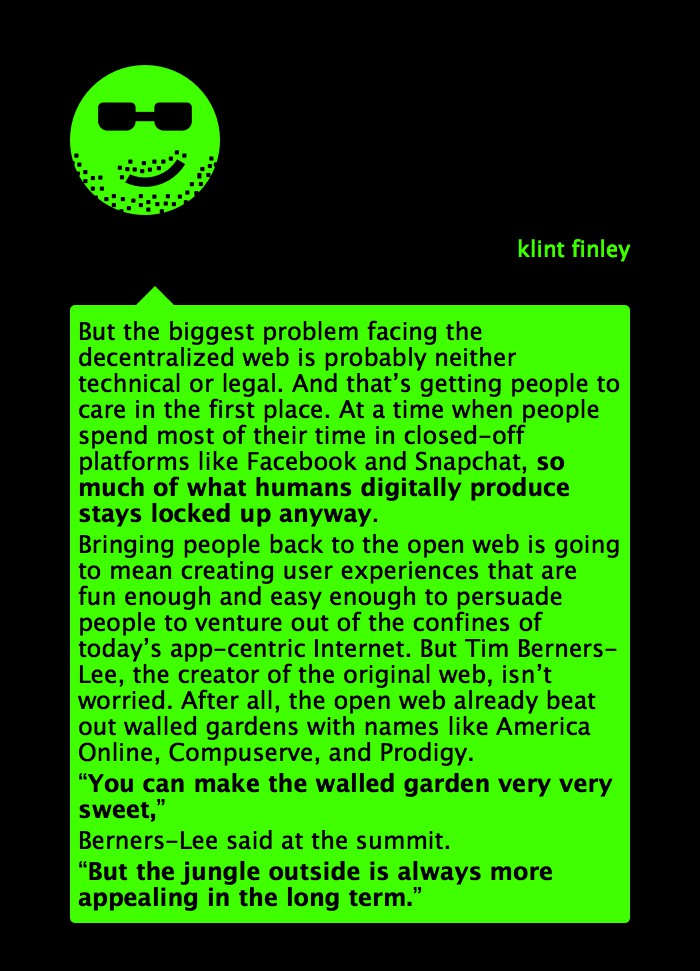 klint finley
But the biggest problem facing the
decentralized web is probably neither
technical or legal. And that’s getting people to
care in the first place. At a time when people
spend most of their time in closed-off
platforms like Facebook and Snapchat, so
much of what humans digitally produce
stays locked up anyway.
Bringing people back to the open web is going
to mean creating user experiences that are
fun enough and easy enough to persuade
people to venture out of the confines of
today’s app-centric Internet. But Tim Berners-
Lee, the creator of the original web, isn’t
worried. After all, the open web already beat
out walled gardens with names like America
Online, Compuserve, and Prodigy.
“You can make the walled garden very very
sweet,”
Berners-Lee said at the summit.
“But the jungle outside is always more
appealing in the long term.”